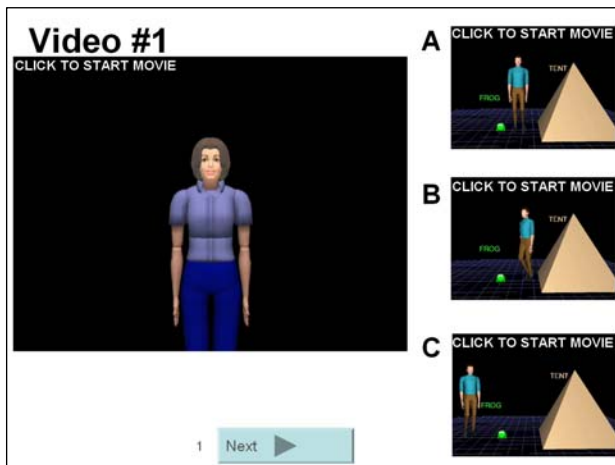 Video #1
CLICK TO START MOVIE
A
CLICK TO START MOVIE
TENT
FROG
B
CLICK TO START MOVIE
TENT
FROG
C
CLICK TO START MOVIE
TENT
FROG
1
Next